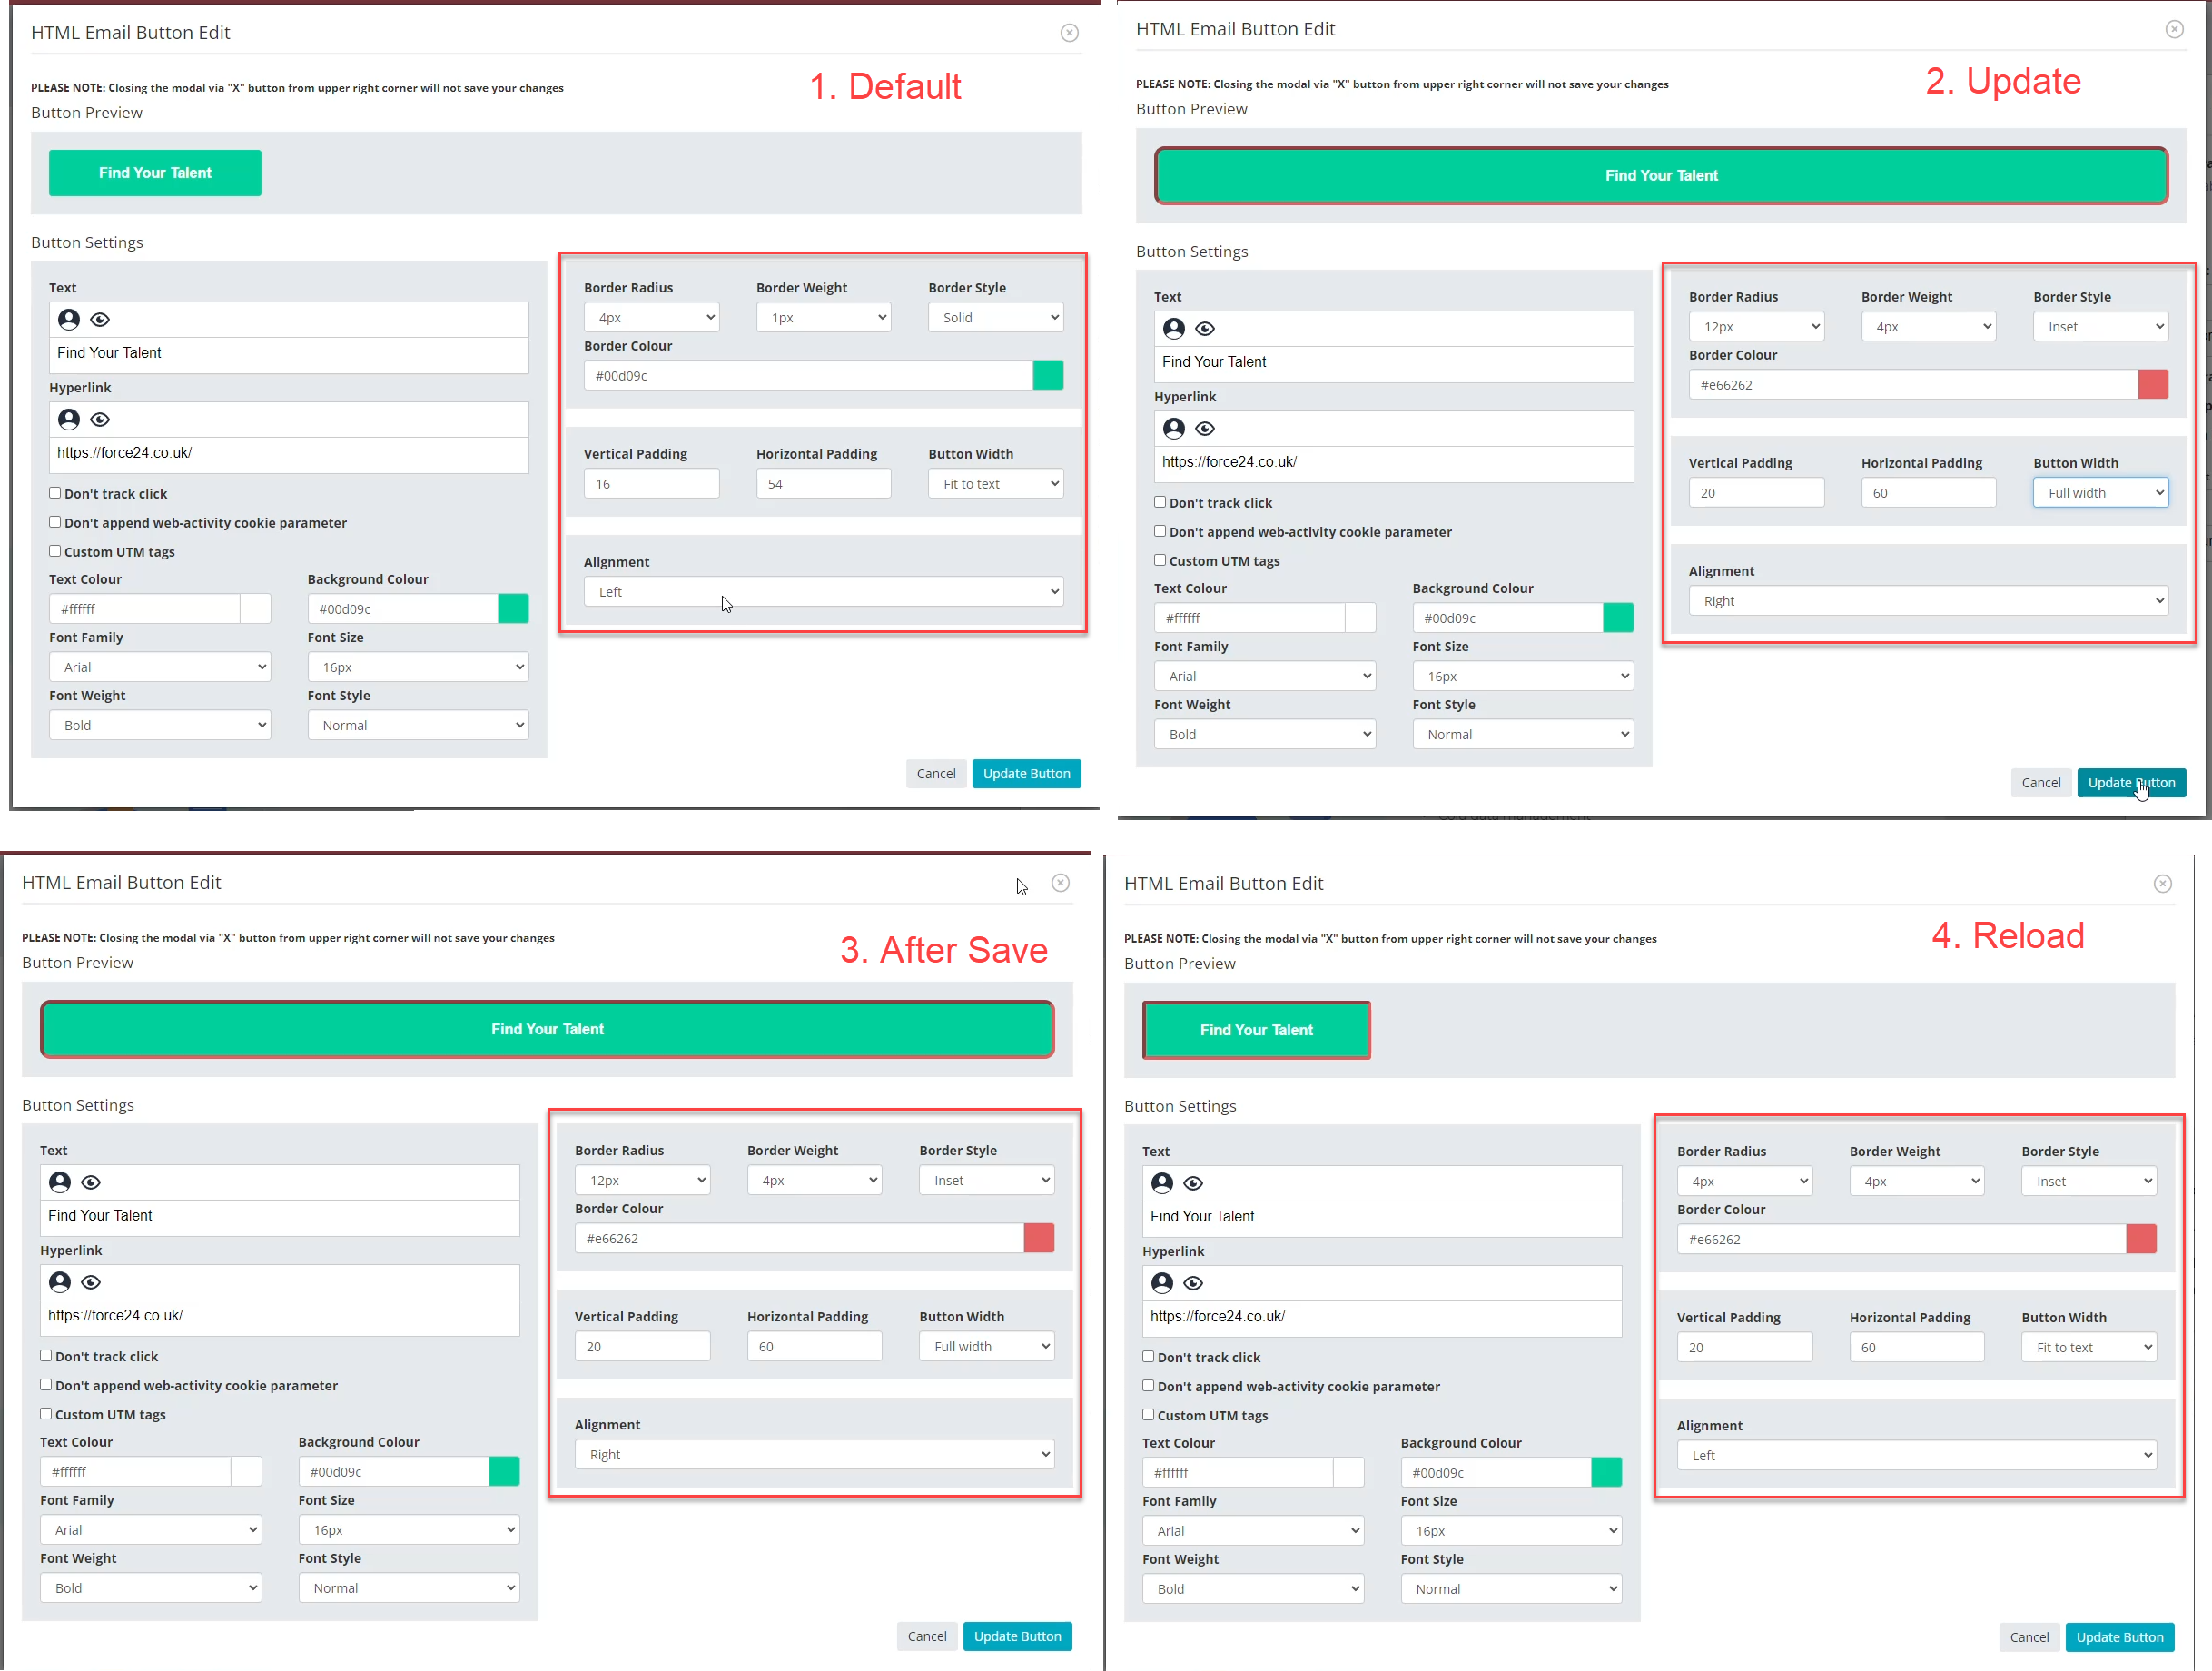 HTML Email Button Edit
1. Default
PLEASE NOTE: Closing the modal via "X" button from upper right corner will not save your changes
Button Preview
Find Your Talent
Button Settings
Text
Find Your Talent
Hyperlink
https://force24.co.uk/
Don't track click
Don't append web-activity cookie parameter
Custom UTM tags
Text Colour Background Colour
#ffffff #00d09c
Font Family Font Size
Arial 16px
Font Weight Font Style
Bold Normal
Border Radius Border Weight Border Style
4px 1px Solid
Border Colour
#00d09c
Vertical Padding Horizontal Padding Button Width
16 54 Fit to text
Alignment
Left
Cancel Update Button
HTML Email Button Edit
2. Update
PLEASE NOTE: Closing the modal via "X" button from upper right corner will not save your changes
Button Preview
Find Your Talent
Button Settings
Text
Find Your Talent
Hyperlink
https://force24.co.uk/
Don't track click
Don't append web-activity cookie parameter
Custom UTM tags
Text Colour Background Colour
#ffffff #00d09c
Font Family Font Size
Arial 16px
Font Weight Font Style
Bold Normal
Border Radius Border Weight Border Style
12px 4px Inset
Border Colour
#e66262
Vertical Padding Horizontal Padding Button Width
20 60 Full width
Alignment
Right
Cancel Update Button
HTML Email Button Edit
3. After Save
PLEASE NOTE: Closing the modal via "X" button from upper right corner will not save your changes
Button Preview
Find Your Talent
Button Settings
Text
Find Your Talent
Hyperlink
https://force24.co.uk/
Don't track click
Don't append web-activity cookie parameter
Custom UTM tags
Text Colour Background Colour
#ffffff #00d09c
Font Family Font Size
Arial 16px
Font Weight Font Style
Bold Normal
Border Radius Border Weight Border Style
12px 4px Inset
Border Colour
#e66262
Vertical Padding Horizontal Padding Button Width
20 60 Full width
Alignment
Right
Cancel Update Button
HTML Email Button Edit
4. Reload
PLEASE NOTE: Closing the modal via "X" button from upper right corner will not save your changes
Button Preview
Find Your Talent
Button Settings
Text
Find Your Talent
Hyperlink
https://force24.co.uk/
Don't track click
Don't append web-activity cookie parameter
Custom UTM tags
Text Colour Background Colour
#ffffff #00d09c
Font Family Font Size
Arial 16px
Font Weight Font Style
Bold Normal
Border Radius Border Weight Border Style
4px 4px Inset
Border Colour
#e66262
Vertical Padding Horizontal Padding Button Width
20 60 Fit to text
Alignment
Left
Cancel Update Button